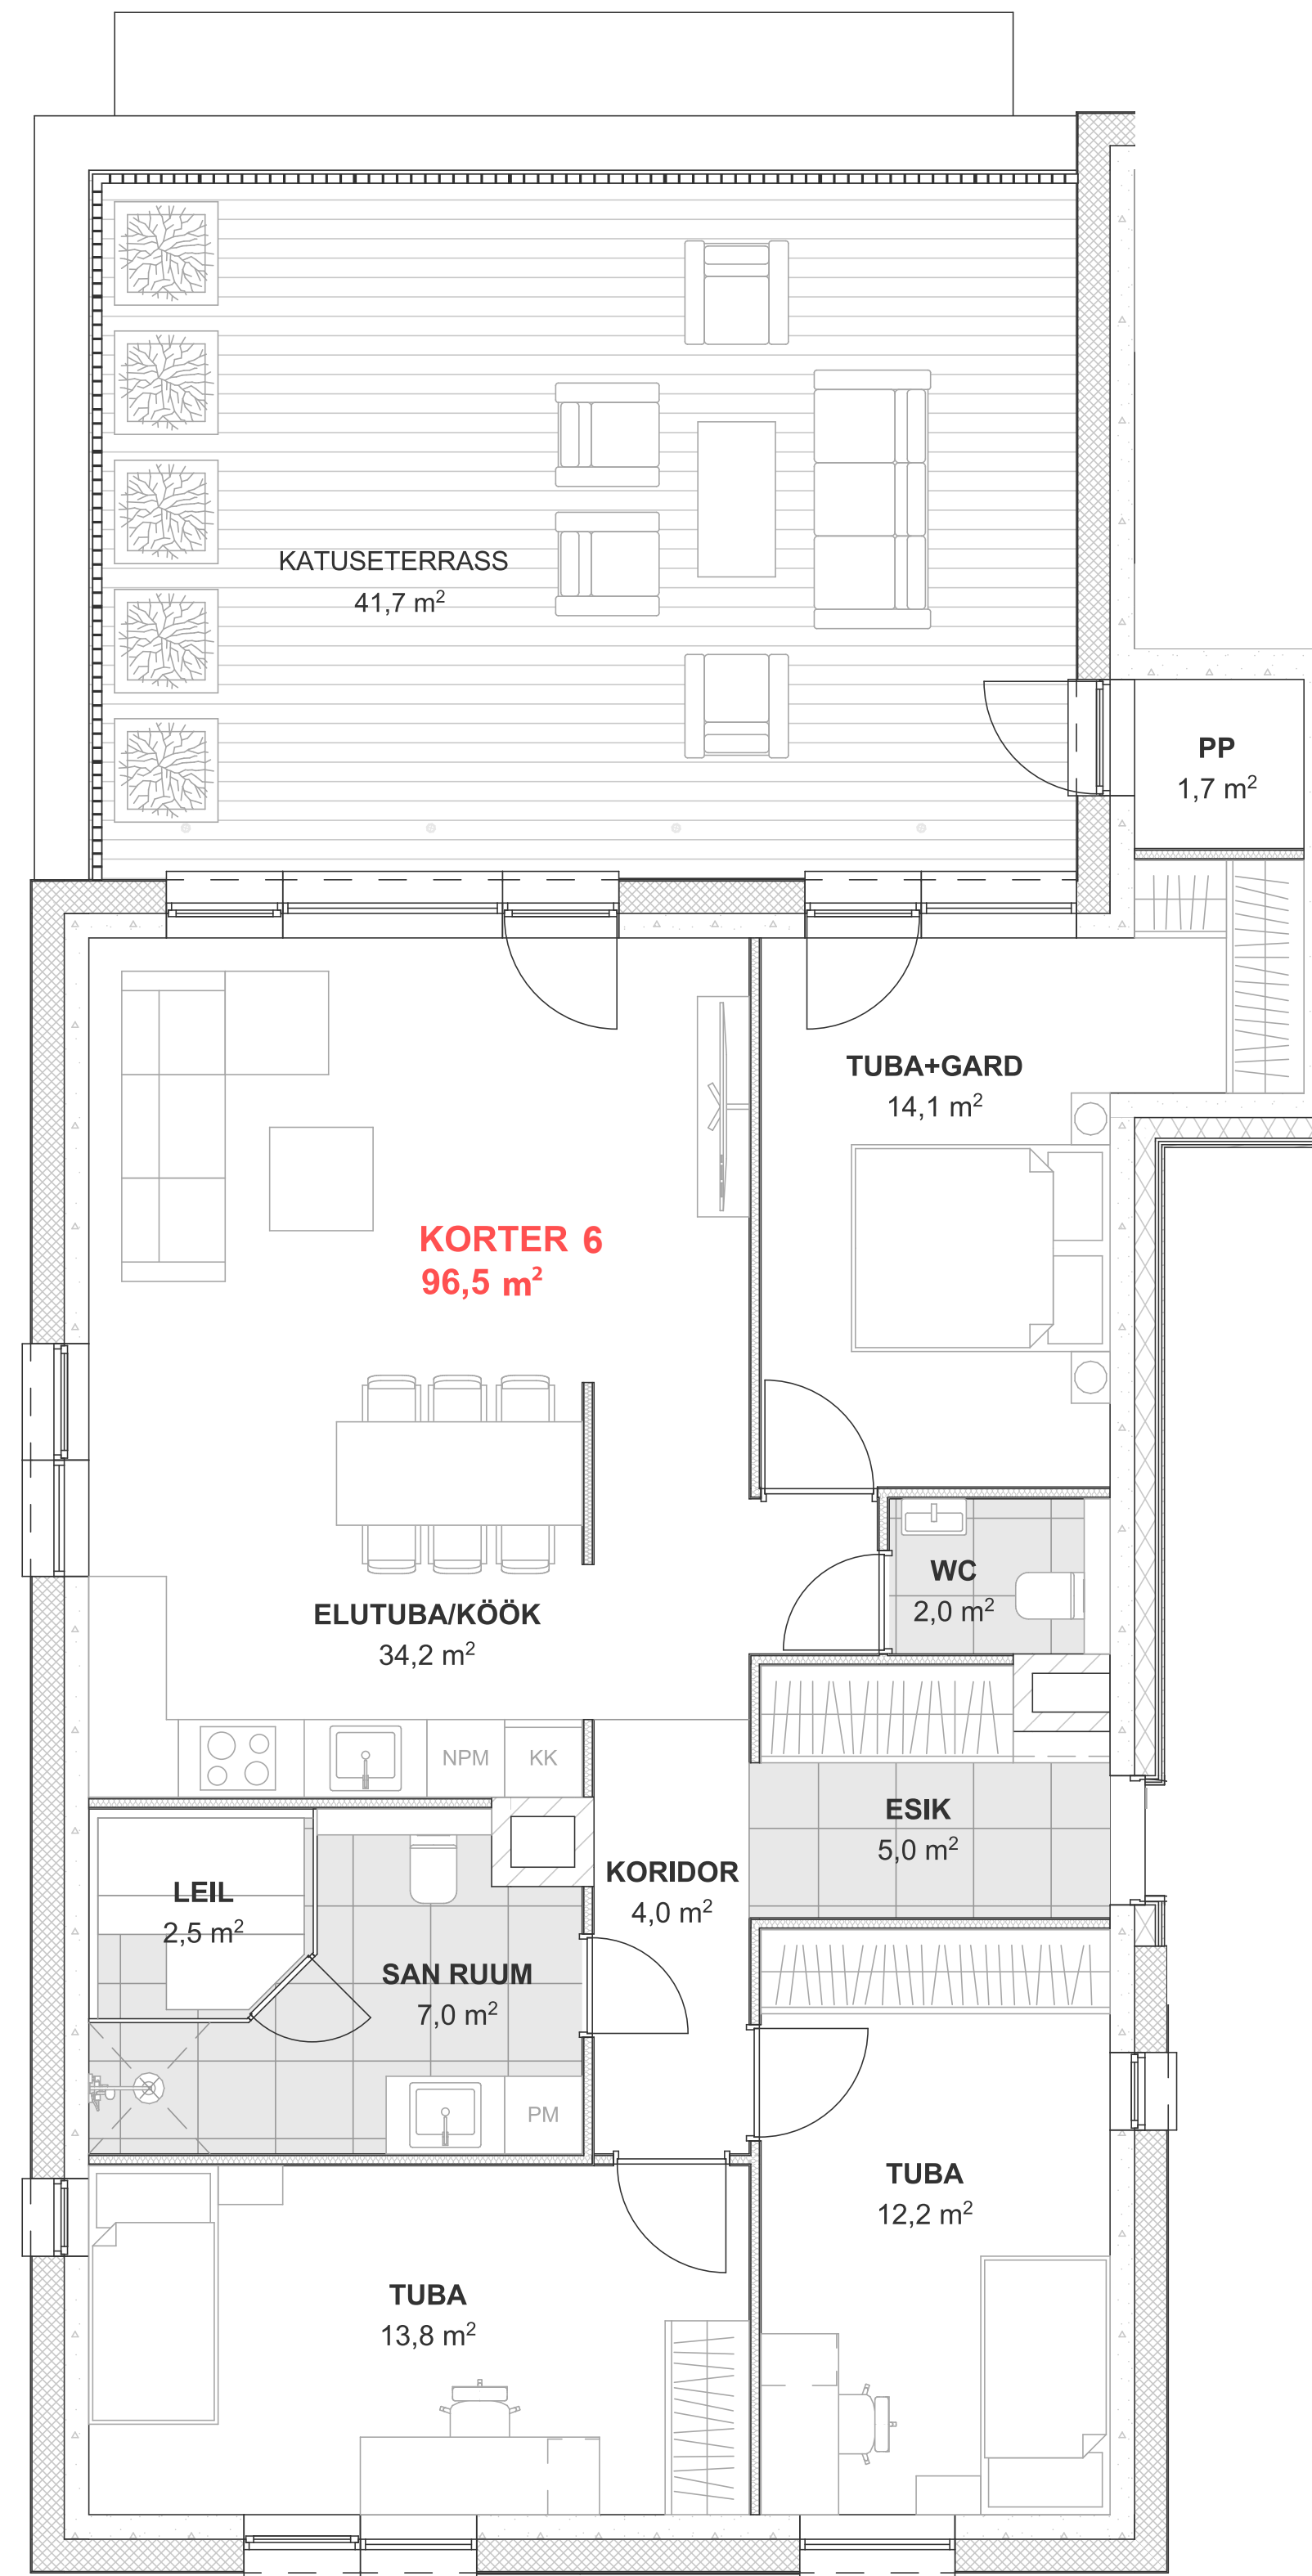 KATUSETERRASS
41,7 m²
PP
1,7 m²
TUBA+GARD
14,1 m²
KORTER 6
96,5 m²
WC
2,0 m²
ELUTUBA/KÖÖK
34,2 m²
NPM
KK
ESIK
5,0 m²
KORIDOR
4,0 m²
LEIL
2,5 m²
SAN RUUM
7,0 m²
PM
TUBA
12,2 m²
TUBA
13,8 m²